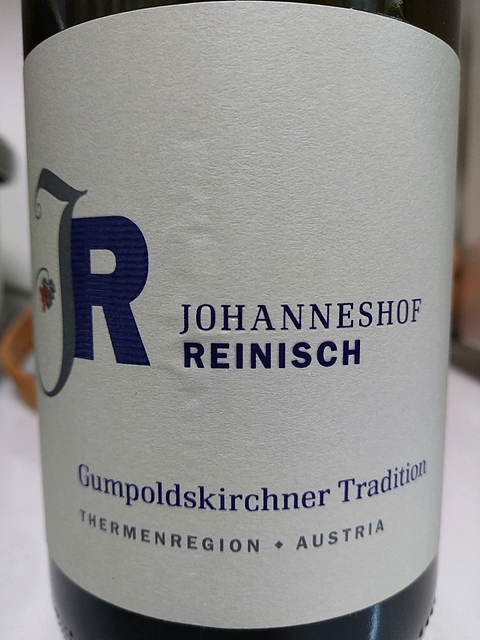 JR
JOHANNESHOF
REINISCH
Gumpoldskirchner Tradition
THERMENREGION • AUSTRIA